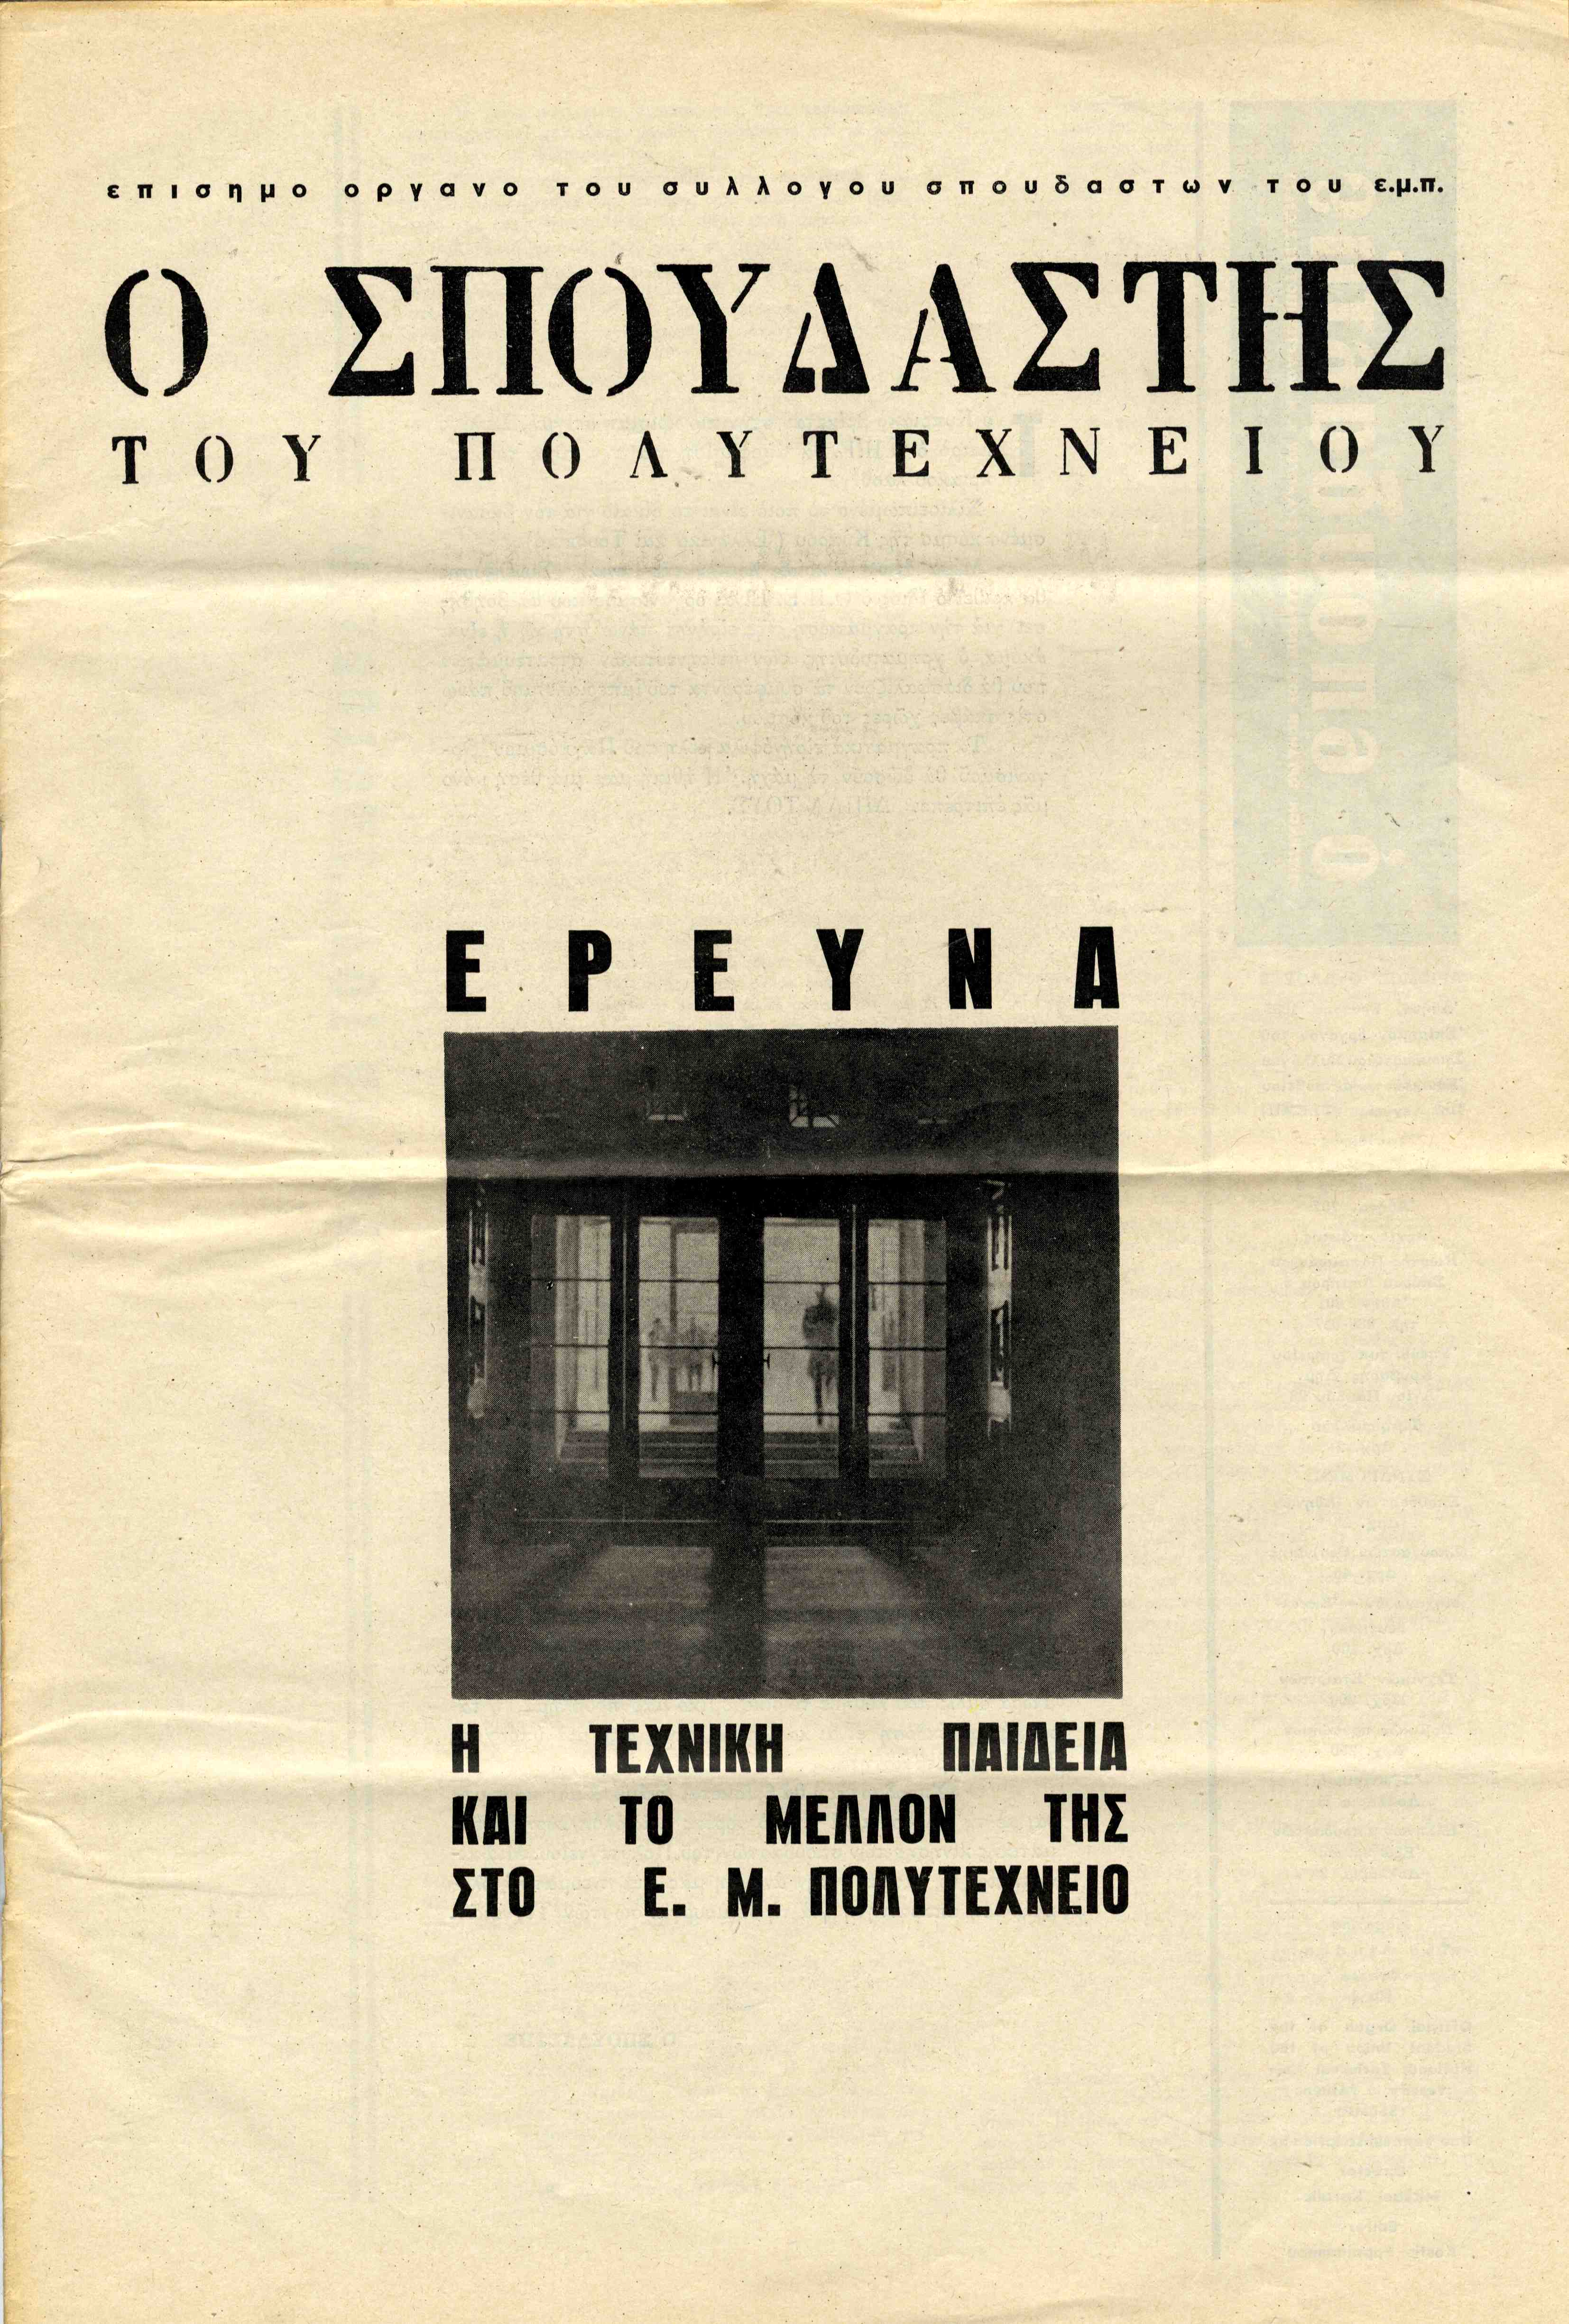 επισημο οργανο του συλλογου σπουδαστων του ε.μ.π.
Ο ΣΠΟΥΔΑΣΤΗΣ
ΤΟΥ ΠΟΛΥΤΕΧΝΕΙΟΥ
ΕΡΕΥΝΑ
Η ΤΕΧΝΙΚΗ ΠΑΙΔΕΙΑ
ΚΑΙ ΤΟ ΜΕΛΛΟΝ ΤΗΣ
ΣΤΟ Ε. Μ. ΠΟΛΥΤΕΧΝΕΙΟ